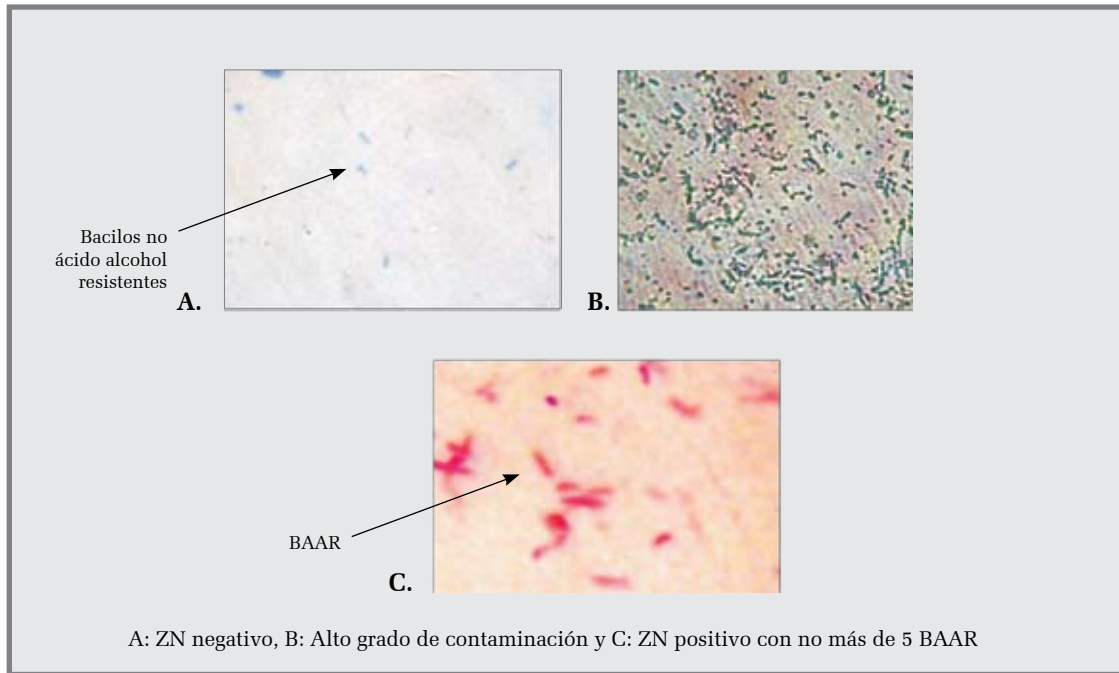 Bacilos no
ácido alcohol
resistentes
A.
B.
BAAR
C.
A: ZN negativo, B: Alto grado de contaminación y C: ZN positivo con no más de 5 BAAR